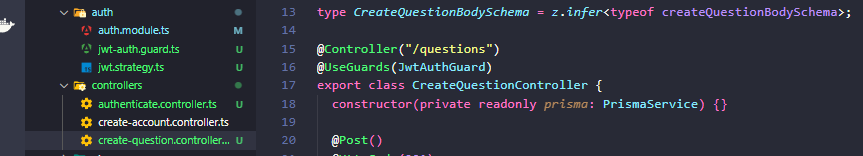 auth
auth.module.ts M
jwt-auth.guard.ts U
jwt.strategy.ts U
controllers
authenticate.controller.ts U
create-account.controller.ts
create-question.controller... U
13 type CreateQuestionBodySchema = z.infer<typeof createQuestionBodySchema>;
14
15 @Controller("/questions")
16 @UseGuards(JwtAuthGuard)
17 export class CreateQuestionController {
18 constructor(private readonly prisma: PrismaService) {}
19
20 @Post()